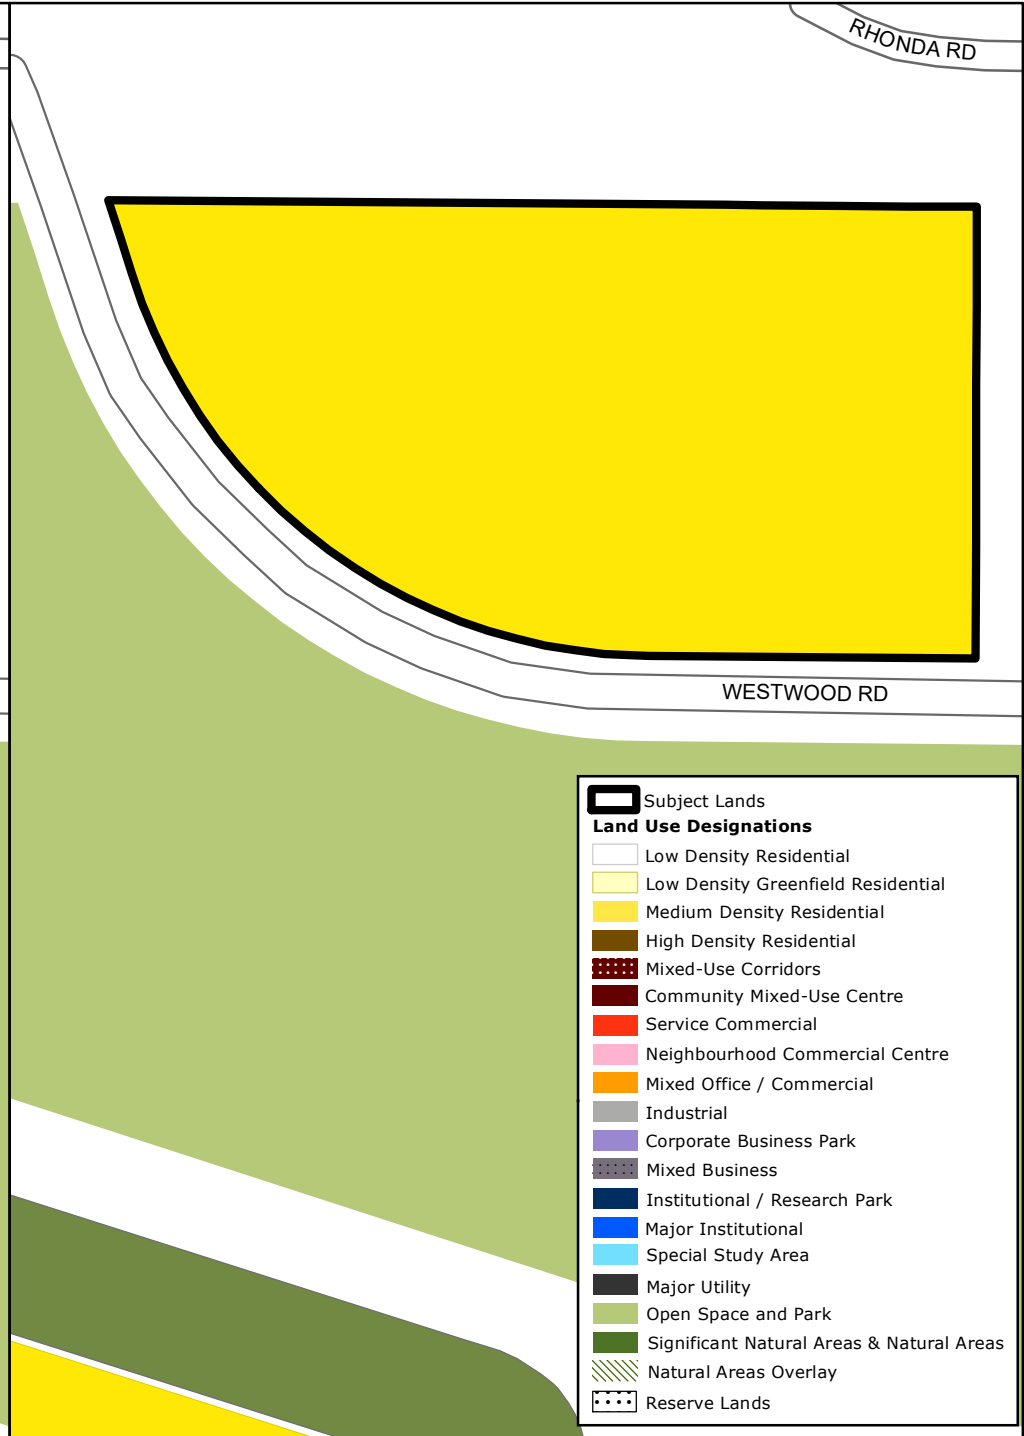 RHONDA RD
WESTWOOD RD
Subject Lands
Land Use Designations
Low Density Residential
Low Density Greenfield Residential
Medium Density Residential
High Density Residential
Mixed-Use Corridors
Community Mixed-Use Centre
Service Commercial
Neighbourhood Commercial Centre
Mixed Office / Commercial
Industrial
Corporate Business Park
Mixed Business
Institutional / Research Park
Major Institutional
Special Study Area
Major Utility
Open Space and Park
Significant Natural Areas & Natural Areas
Natural Areas Overlay
Reserve Lands